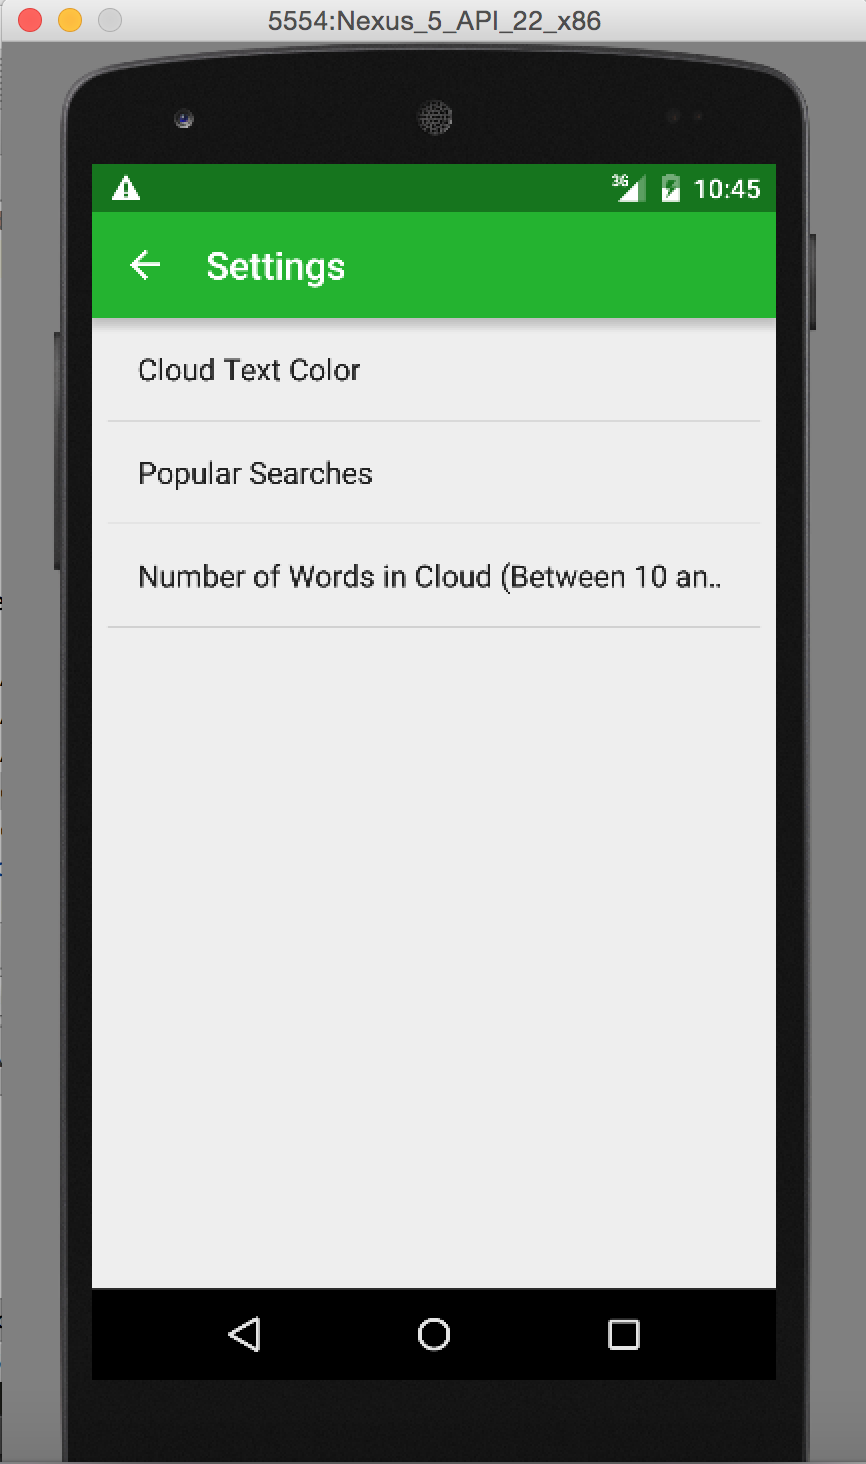 5554:Nexus_5_API_22_x86
3G 10:45
Settings
Cloud Text Color
Popular Searches
Number of Words in Cloud (Between 10 an..